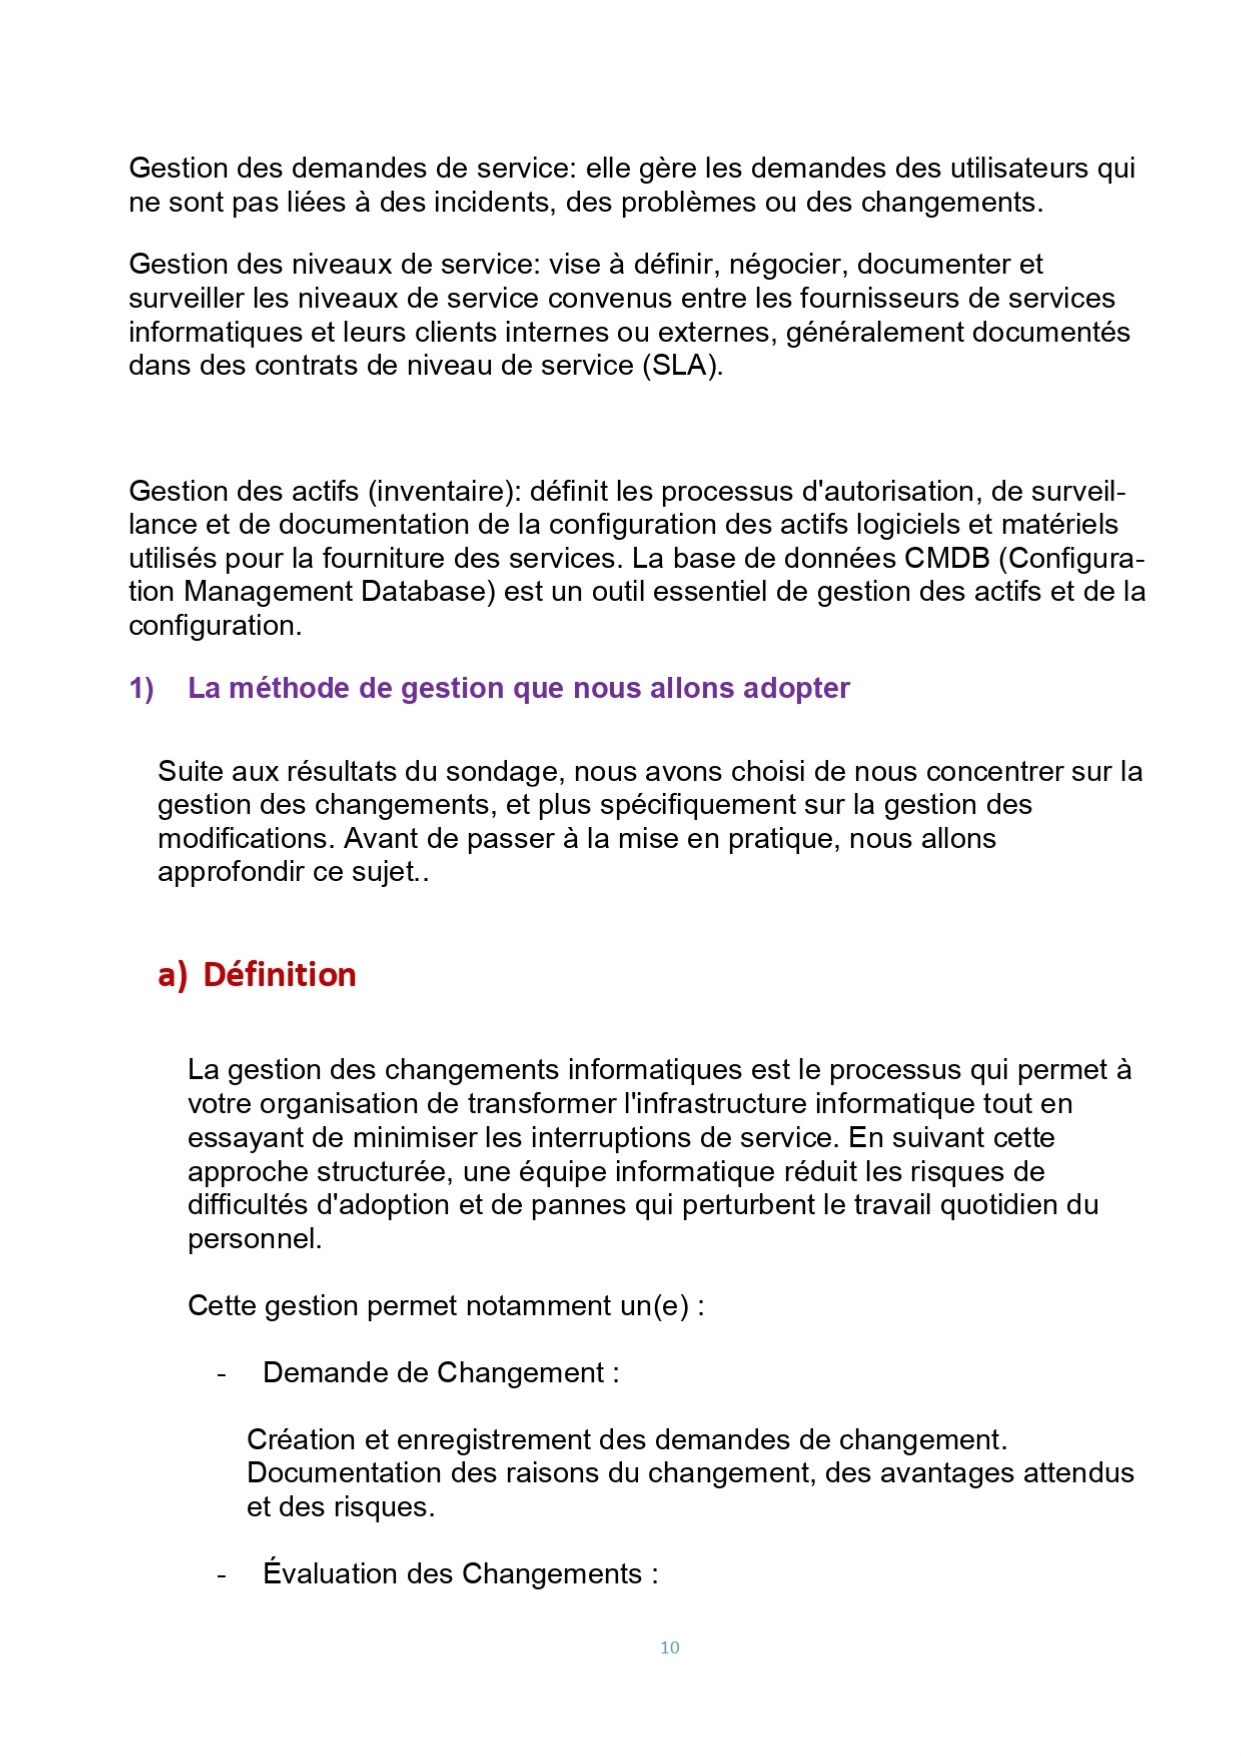 Gestion des demandes de service: elle gère les demandes des utilisateurs qui
ne sont pas liées à des incidents, des problèmes ou des changements.
Gestion des niveaux de service: vise à définir, négocier, documenter et
surveiller les niveaux de service convenus entre les fournisseurs de services
informatiques et leurs clients internes ou externes, généralement documentés
dans des contrats de niveau de service (SLA).
Gestion des actifs (inventaire): définit les processus d'autorisation, de surveil-
lance et de documentation de la configuration des actifs logiciels et matériels
utilisés pour la fourniture des services. La base de données CMDB (Configura-
tion Management Database) est un outil essentiel de gestion des actifs et de la
configuration.
1) La méthode de gestion que nous allons adopter
Suite aux résultats du sondage, nous avons choisi de nous concentrer sur la
gestion des changements, et plus spécifiquement sur la gestion des
modifications. Avant de passer à la mise en pratique, nous allons
approfondir ce sujet..
a) Définition
La gestion des changements informatiques est le processus qui permet à
votre organisation de transformer l'infrastructure informatique tout en
essayant de minimiser les interruptions de service. En suivant cette
approche structurée, une équipe informatique réduit les risques de
difficultés d'adoption et de pannes qui perturbent le travail quotidien du
personnel.
Cette gestion permet notamment un(e) :
- Demande de Changement :
Création et enregistrement des demandes de changement.
Documentation des raisons du changement, des avantages attendus
et des risques.
- Évaluation des Changements :
10